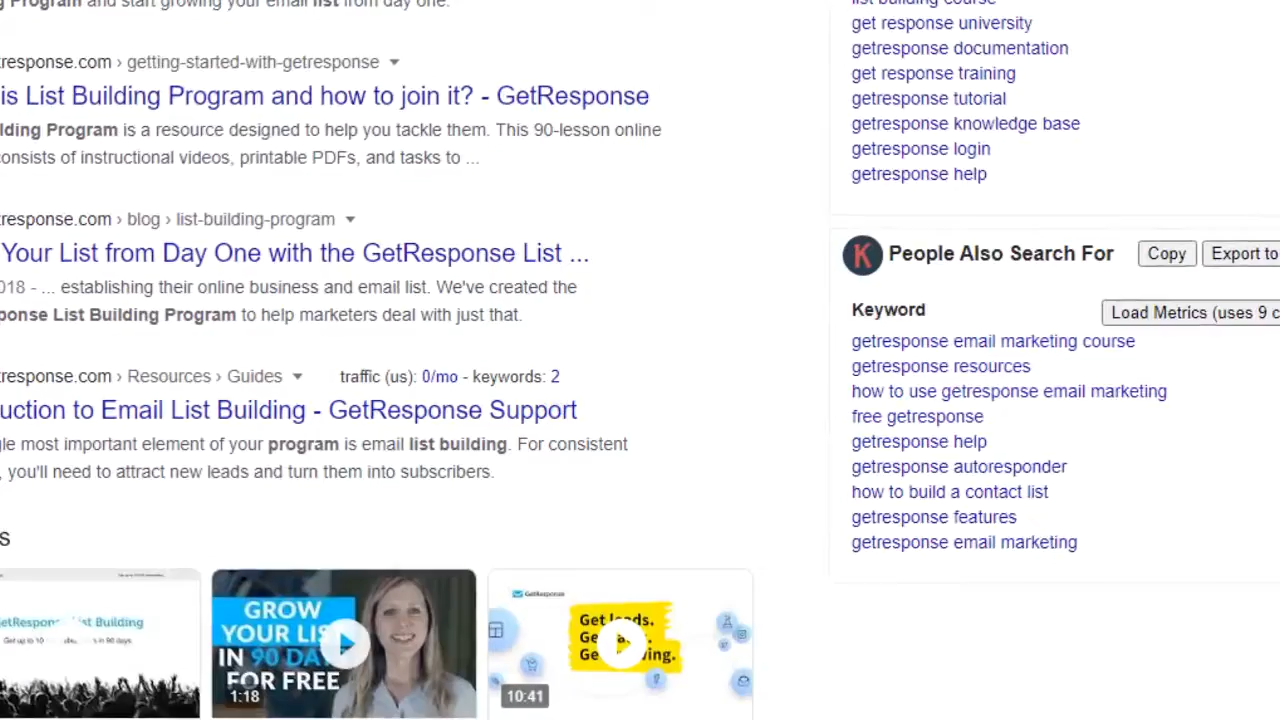 Program and start growing your email list from day one.
response.com › getting-started-with-getresponse
is List Building Program and how to join it? - GetResponse
lding Program is a resource designed to help you tackle them. This 90-lesson online
onsists of instructional videos, printable PDFs, and tasks to ...
response.com › blog › list-building-program
Your List from Day One with the GetResponse List ...
018 - ... establishing their online business and email list. We've created the
ponse List Building Program to help marketers deal with just that.
response.com › Resources › Guides traffic (us): 0/mo - keywords: 2
uction to Email List Building - GetResponse Support
gle most important element of your program is email list building. For consistent
, you'll need to attract new leads and turn them into subscribers.
s
GROW
YOUR LIS
IN 90 DA
FOR FREE
1:18
GetResponse
Get leads.
Ge
Ge ing.
10:41
list building course
get response university
getresponse documentation
get response training
getresponse tutorial
getresponse knowledge base
getresponse login
getresponse help
K People Also Search For Copy Export to
Keyword Load Metrics (uses 9 c
getresponse email marketing course
getresponse resources
how to use getresponse email marketing
free getresponse
getresponse help
getresponse autoresponder
how to build a contact list
getresponse features
getresponse email marketing